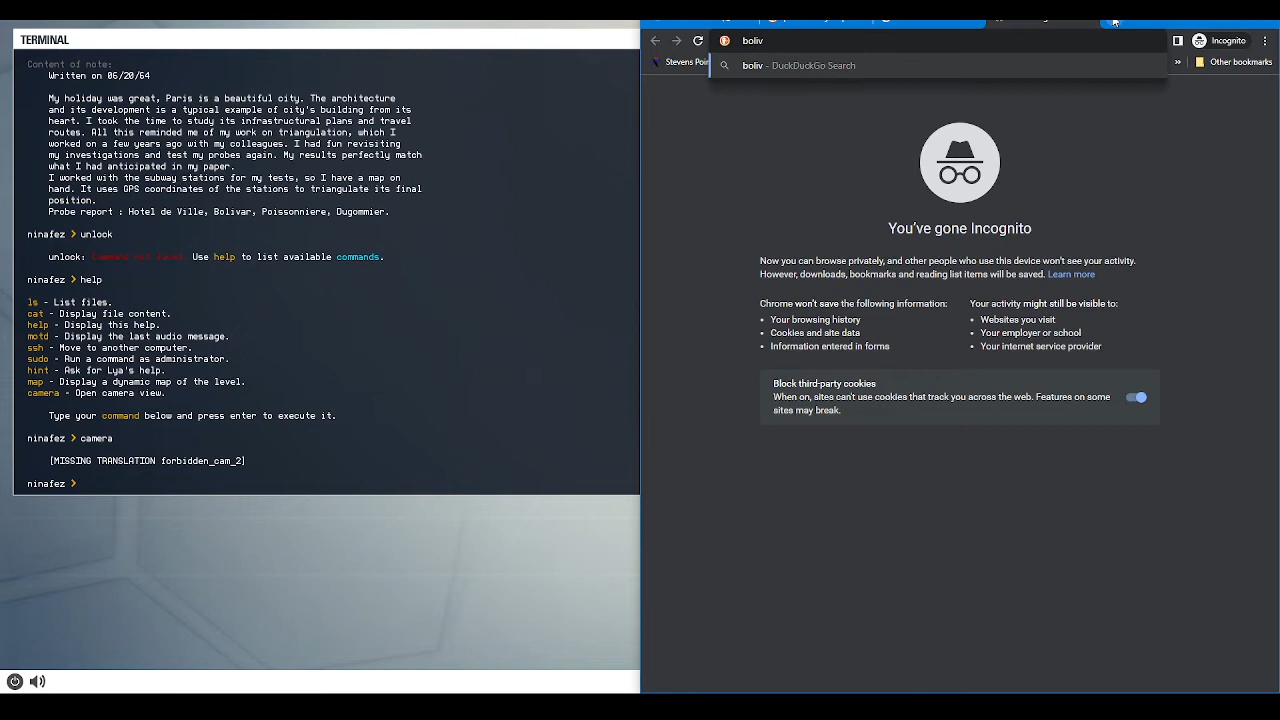 TERMINAL
Content of note:
Written on 06/20/64
My holiday was great, Paris is a beautiful city. The architecture
and its development is a typical example of city's building from its
heart. I took the time to study its infrastructural plans and travel
routes. All this reminded me of my work on triangulation, which I
worked on a few years ago with my colleagues. I had fun revisiting
my investigations and test my probes again. My results perfectly match
what I had anticipated in my paper.
I worked with the subway stations for my tests, so I have a map on
hand. It uses GPS coordinates of the stations to triangulate its final
position.
Probe report : Hotel de Ville, Bolivar, Poissonniere, Dugommier.
ninafez > unlock
unlock: Command not found. Use help to list available commands.
ninafez > help
ls - List files.
cat - Display file content.
help - Display this help.
motd - Display the last audio message.
ssh - Move to another computer.
sudo - Run a command as administrator.
hint - Ask for Lya's help.
map - Display a dynamic map of the level.
camera - Open camera view.
Type your command below and press enter to execute it.
ninafez > camera
[MISSING TRANSLATION forbidden_cam_2]
ninafez >
boliv
Incognito
boliv - DuckDuckGo Search
Stevens Poin
»
Other bookmarks
You've gone Incognito
Now you can browse privately, and other people who use this device won't see your activity.
However, downloads, bookmarks and reading list items will be saved. Learn more
Chrome won't save the following information:
• Your browsing history
• Cookies and site data
• Information entered in forms
Your activity might still be visible to:
• Websites you visit
• Your employer or school
• Your internet service provider
Block third-party cookies
When on, sites can't use cookies that track you across the web. Features on some
sites may break.